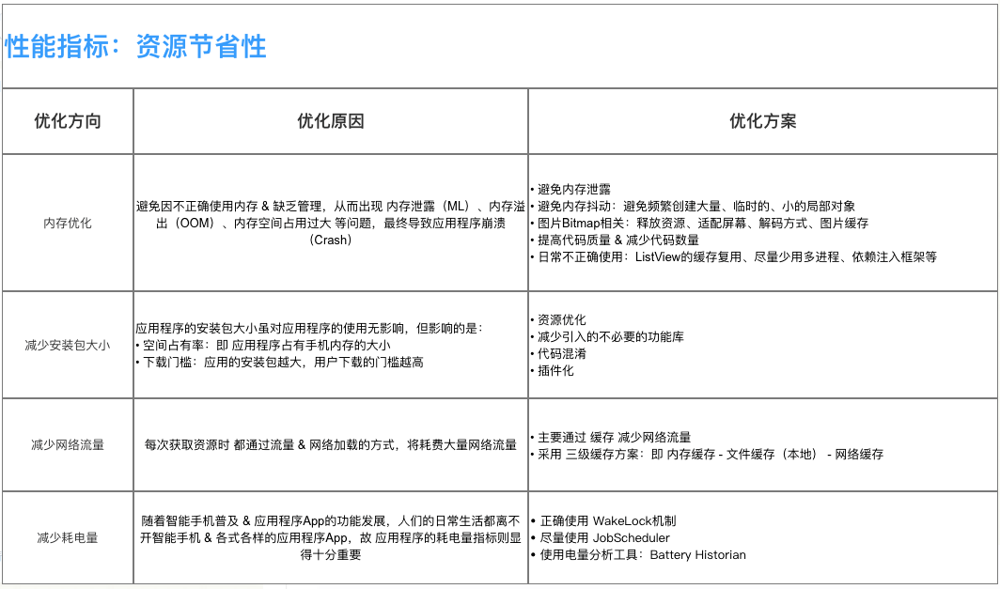 性能指标：资源节省性
优化方向
优化原因
优化方案
内存优化
避免因不正确使用内存 & 缺乏管理，从而出现 内存泄露（ML）、内存溢
出（OOM）、内存空间占用过大 等问题，最终导致应用程序崩溃
（Crash）
• 避免内存泄露
• 避免内存抖动：避免频繁创建大量、临时的、小的局部对象
• 图片Bitmap相关：释放资源、适配屏幕、解码方式、图片缓存
• 提高代码质量 & 减少代码数量
• 日常不正确使用：ListView的缓存复用、尽量少用多进程、依赖注入框架等
减少安装包大小
应用程序的安装包大小虽对应用程序的使用无影响，但影响的是：
• 空间占有率：即 应用程序占有手机内存的大小
• 下载门槛：应用的安装包越大，用户下载的门槛越高
• 资源优化
• 减少引入的不必要的功能库
• 代码混淆
• 插件化
减少网络流量
每次获取资源时 都通过流量 & 网络加载的方式，将耗费大量网络流量
• 主要通过 缓存 减少网络流量
• 采用 三级缓存方案：即 内存缓存 - 文件缓存（本地） - 网络缓存
减少耗电量
随着智能手机普及 & 应用程序App的功能发展，人们的日常生活都离不
开智能手机 & 各式各样的应用程序App，故 应用程序的耗电量指标则显
得十分重要
• 正确使用 WakeLock机制
• 尽量使用 JobScheduler
• 使用电量分析工具：Battery Historian